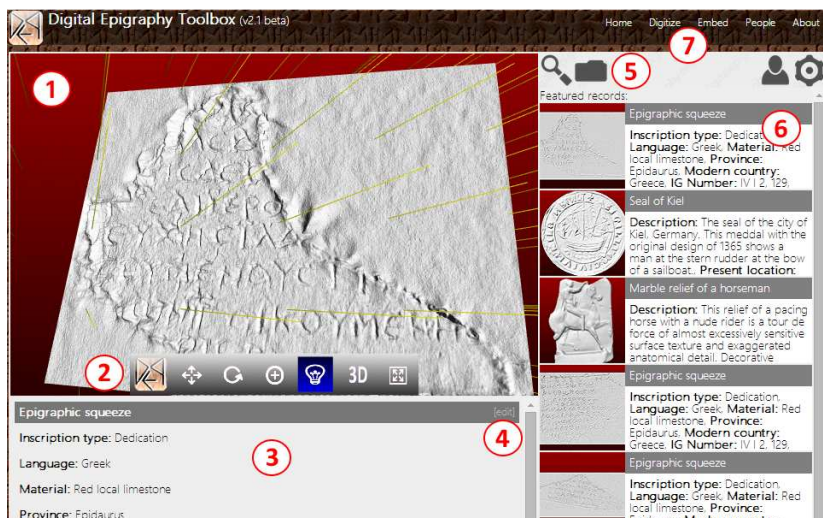 Digital Epigraphy Toolbox (v2.1 beta)
Home Digitize Embed People About
7
1
5
Featured records:
2
3D
Epigraphic squeeze
[edit]
4
Inscription type: Dedication
3
Language: Greek
Material: Red local limestone
Province: Epidaurus
Epigraphic squeeze
6
Inscription type:
Language: Greek, Material: Red
local limestone, Province:
Epidaurus, Modern country:
Greece, IG Number: IV I 2, 129,
Seal of Kiel
Description: The seal of the city of
Kiel, Germany. This meddal with the
original design of 1365 shows a
man at the stern rudder at the bow
of a sailboat., Present location:
Marble relief of a horseman
Description: This relief of a pacing
horse with a nude rider is a tour de
force of almost excessively sensitive
surface texture and exaggerated
anatomical detail. Decorative
Epigraphic squeeze
Inscription type: Dedication,
Language: Greek, Material: Red
local limestone, Province:
Epidaurus, Modern country:
Greece, IG Number: IV I 2, 129,
Epigraphic squeeze
Inscription type: Dedication,
Language: Greek, Material: Red
local limestone, Province: